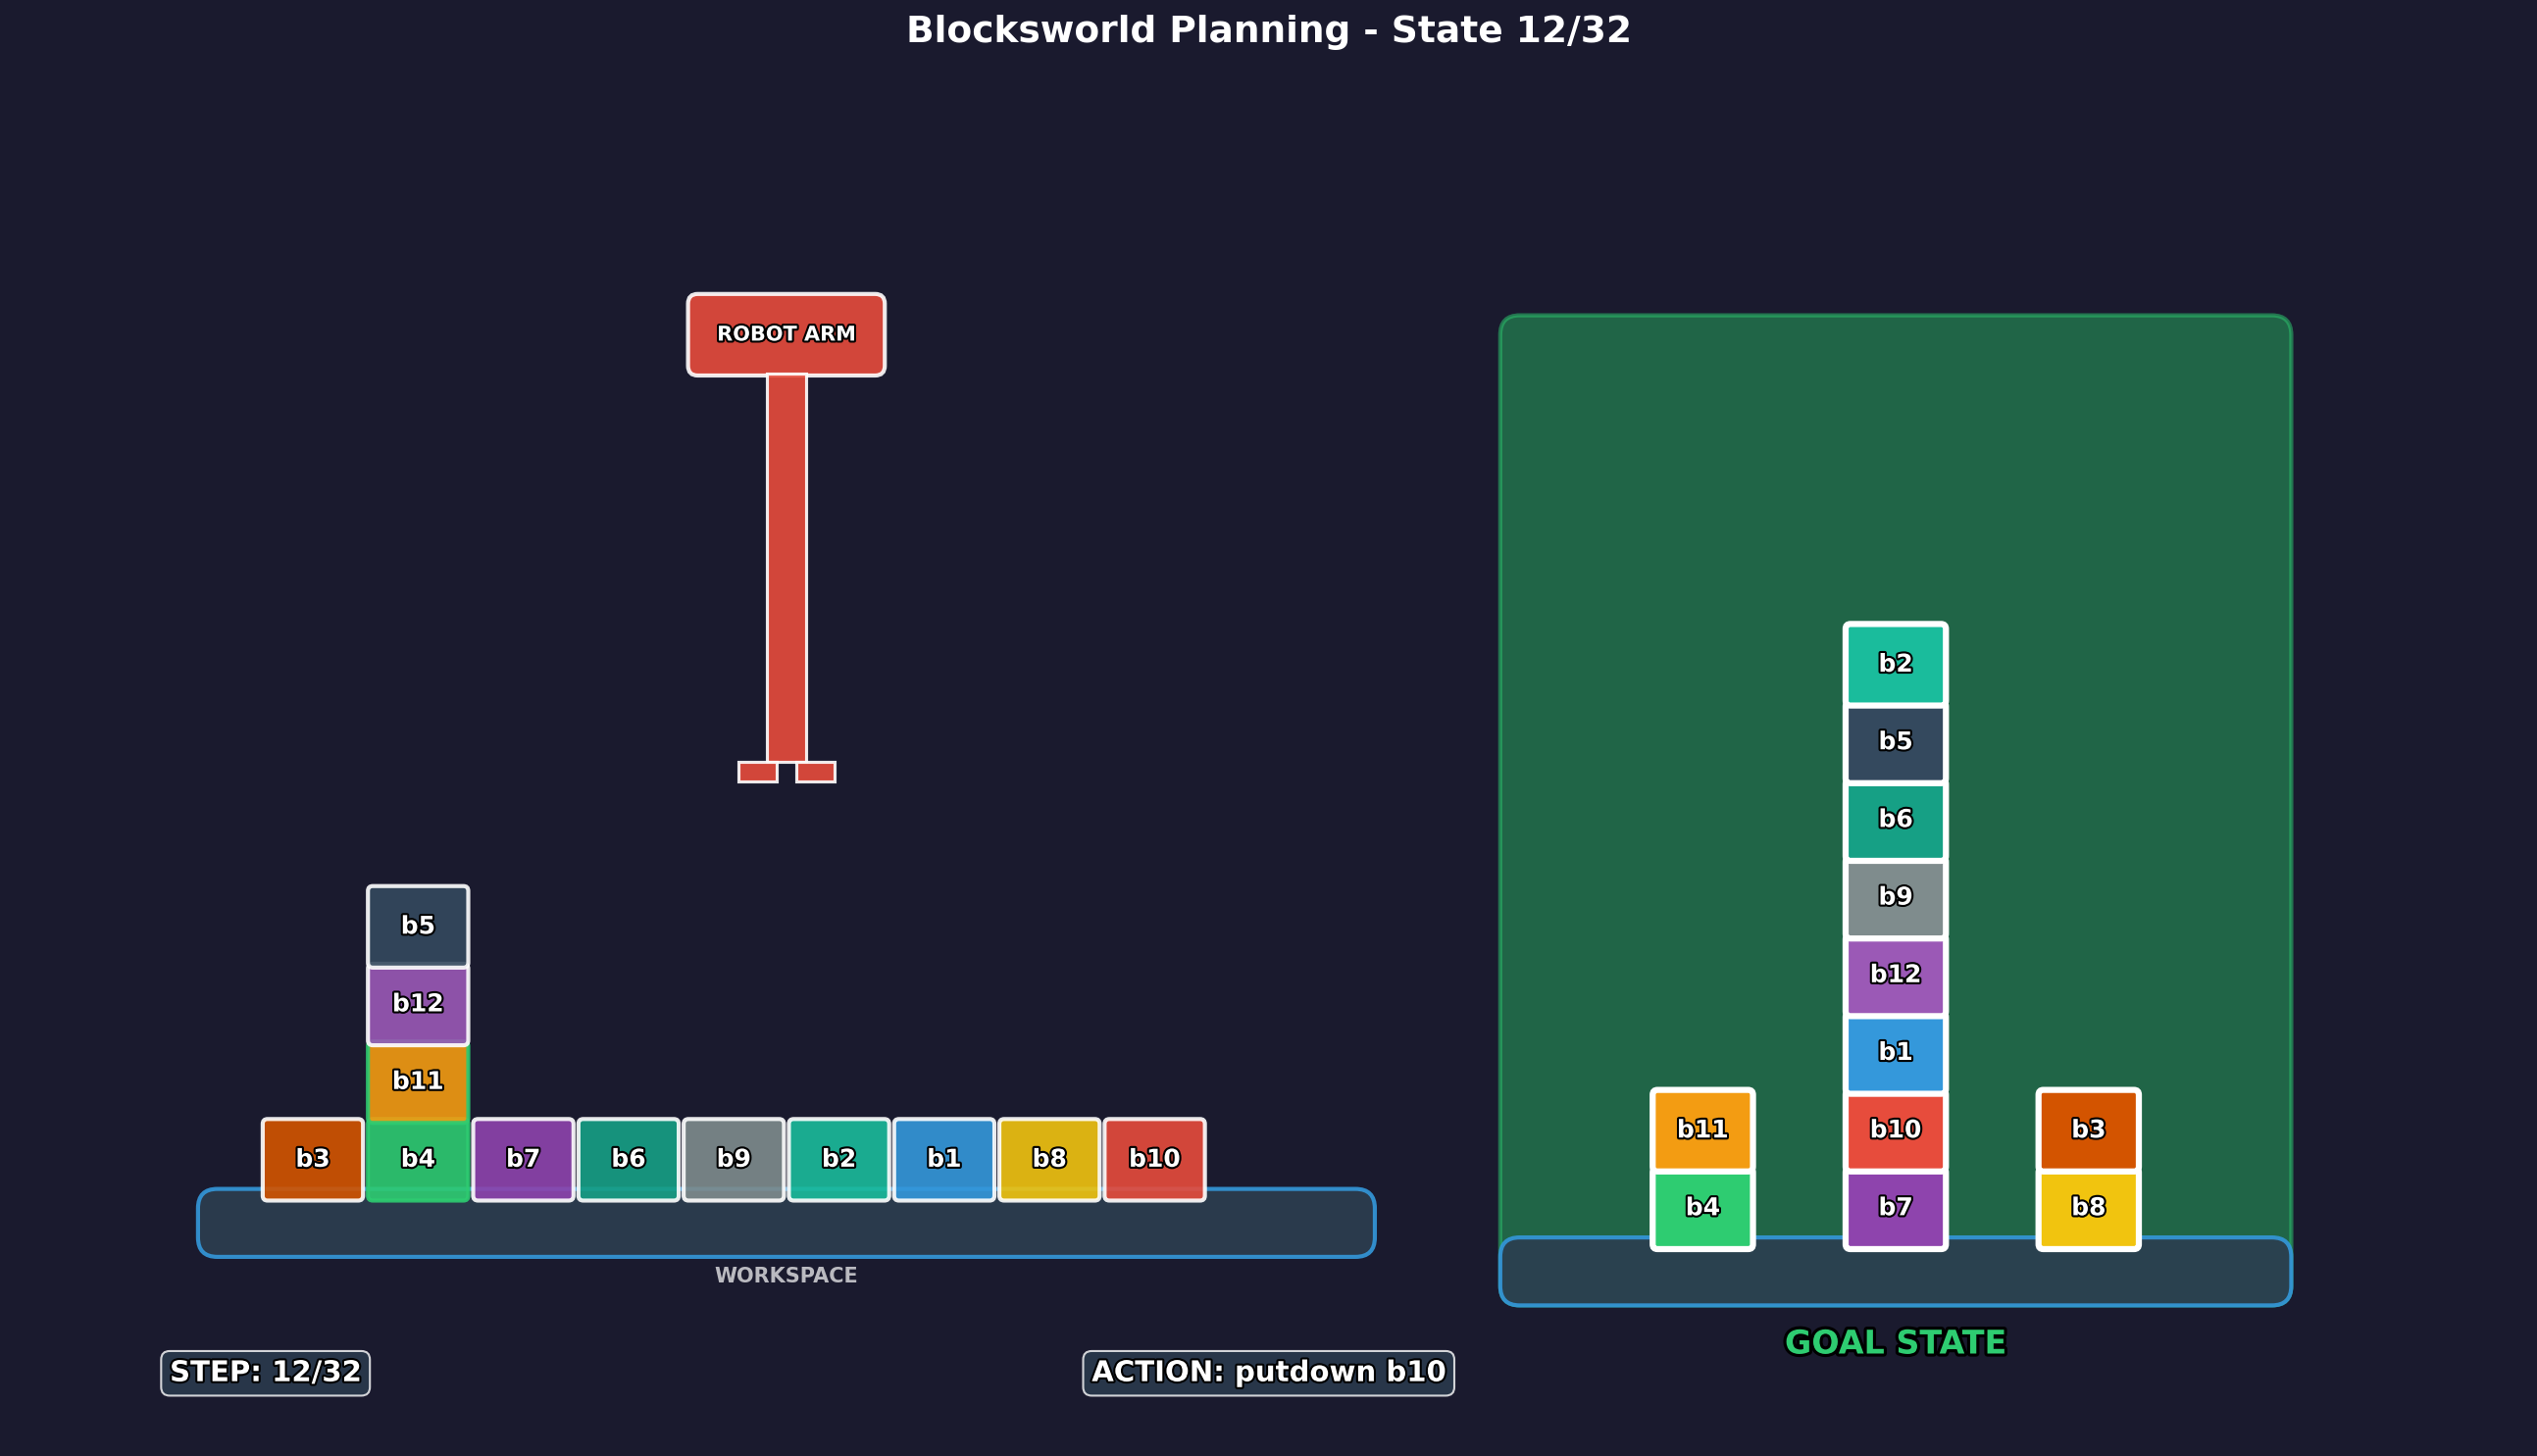 Blocksworld Planning - State 12/32
ROBOT ARM
b5
b12
b11
b3 b4 b7 b6 b9 b2 b1 b8 b10
WORKSPACE
b2
b5
b6
b9
b12
b1
b11 b10 b3
b4 b7 b8
GOAL STATE
STEP: 12/32
ACTION: putdown b10